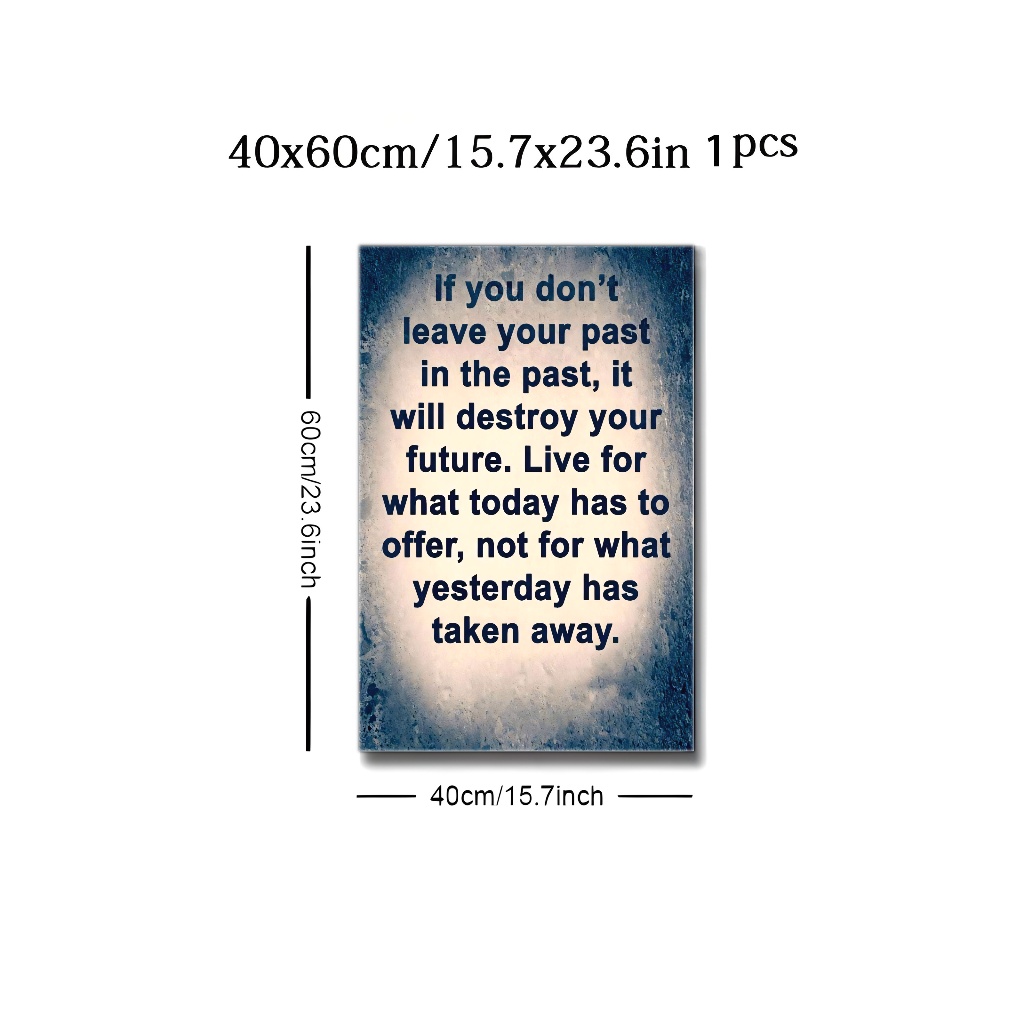 40x60cm/15.7x23.6in 1pcs
If you don’t
leave your past
in the past, it
will destroy your
future. Live for
what today has to
offer, not for what
yesterday has
taken away.
60cm/23.6inch
40cm/15.7inch